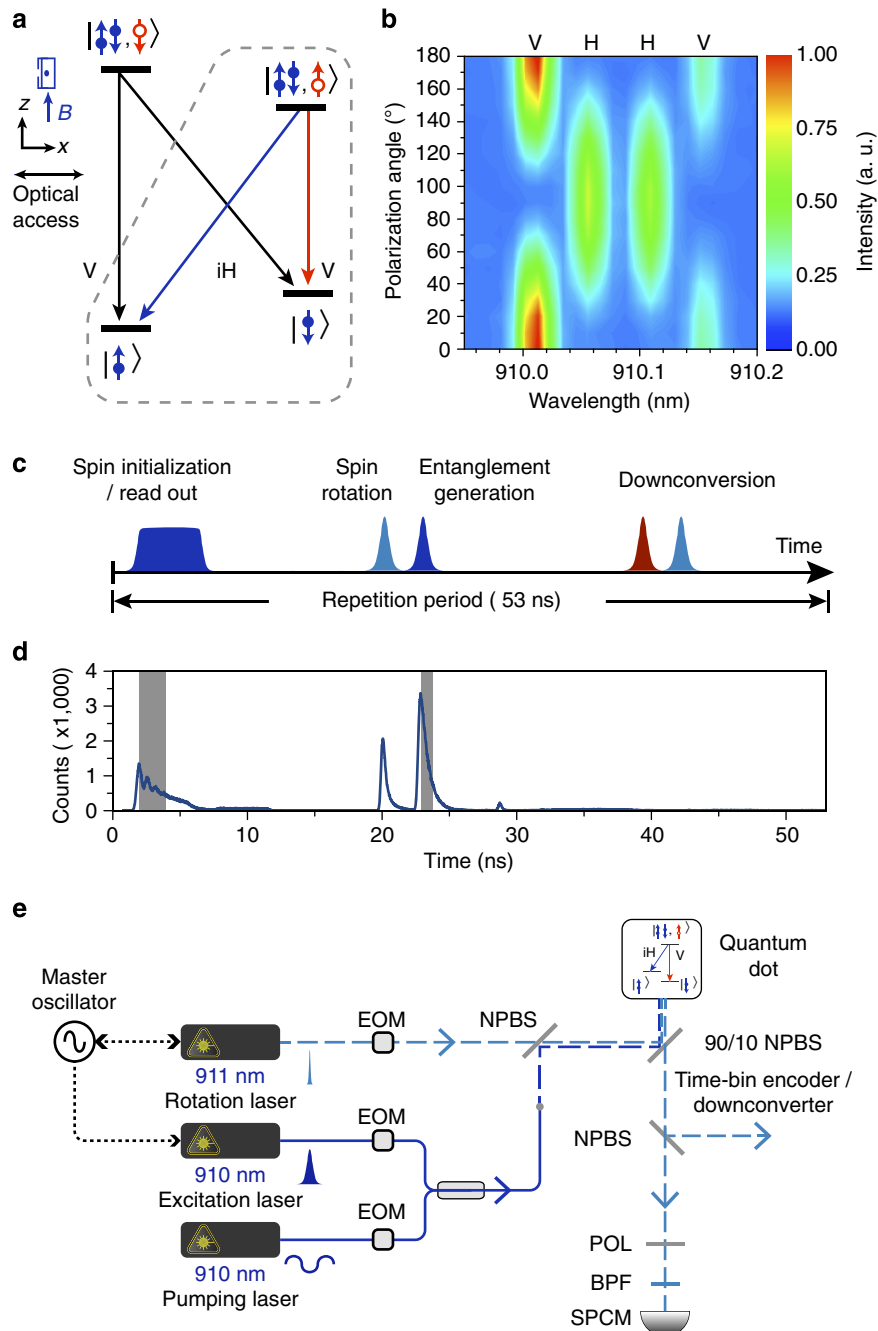 a
B
z
x
Optical
access
V
iH
V
b
V H H V
Polarization angle (°)
180
160
140
120
100
80
60
40
20
0
910.0 910.1 910.2
Wavelength (nm)
1.00
0.75
0.50
0.25
0.00
Intensity (a. u.)
c
Spin initialization
/ read out
Spin
rotation
Entanglement
generation
Downconversion
Time
Repetition period ( 53 ns)
d
Counts ( x1,000)
4
3
2
1
0
0 10 20 30 40 50
Time (ns)
e
Master
oscillator
911 nm
Rotation laser
EOM
NPBS
iH
V
Quantum
dot
90/10 NPBS
Time-bin encoder /
downconverter
910 nm
Excitation laser
EOM
NPBS
910 nm
Pumping laser
EOM
POL
BPF
SPCM